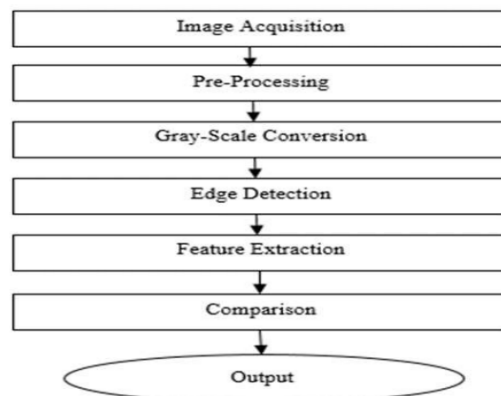 Image Acquisition
Pre-Processing
Gray-Scale Conversion
Edge Detection
Feature Extraction
Comparison
Output